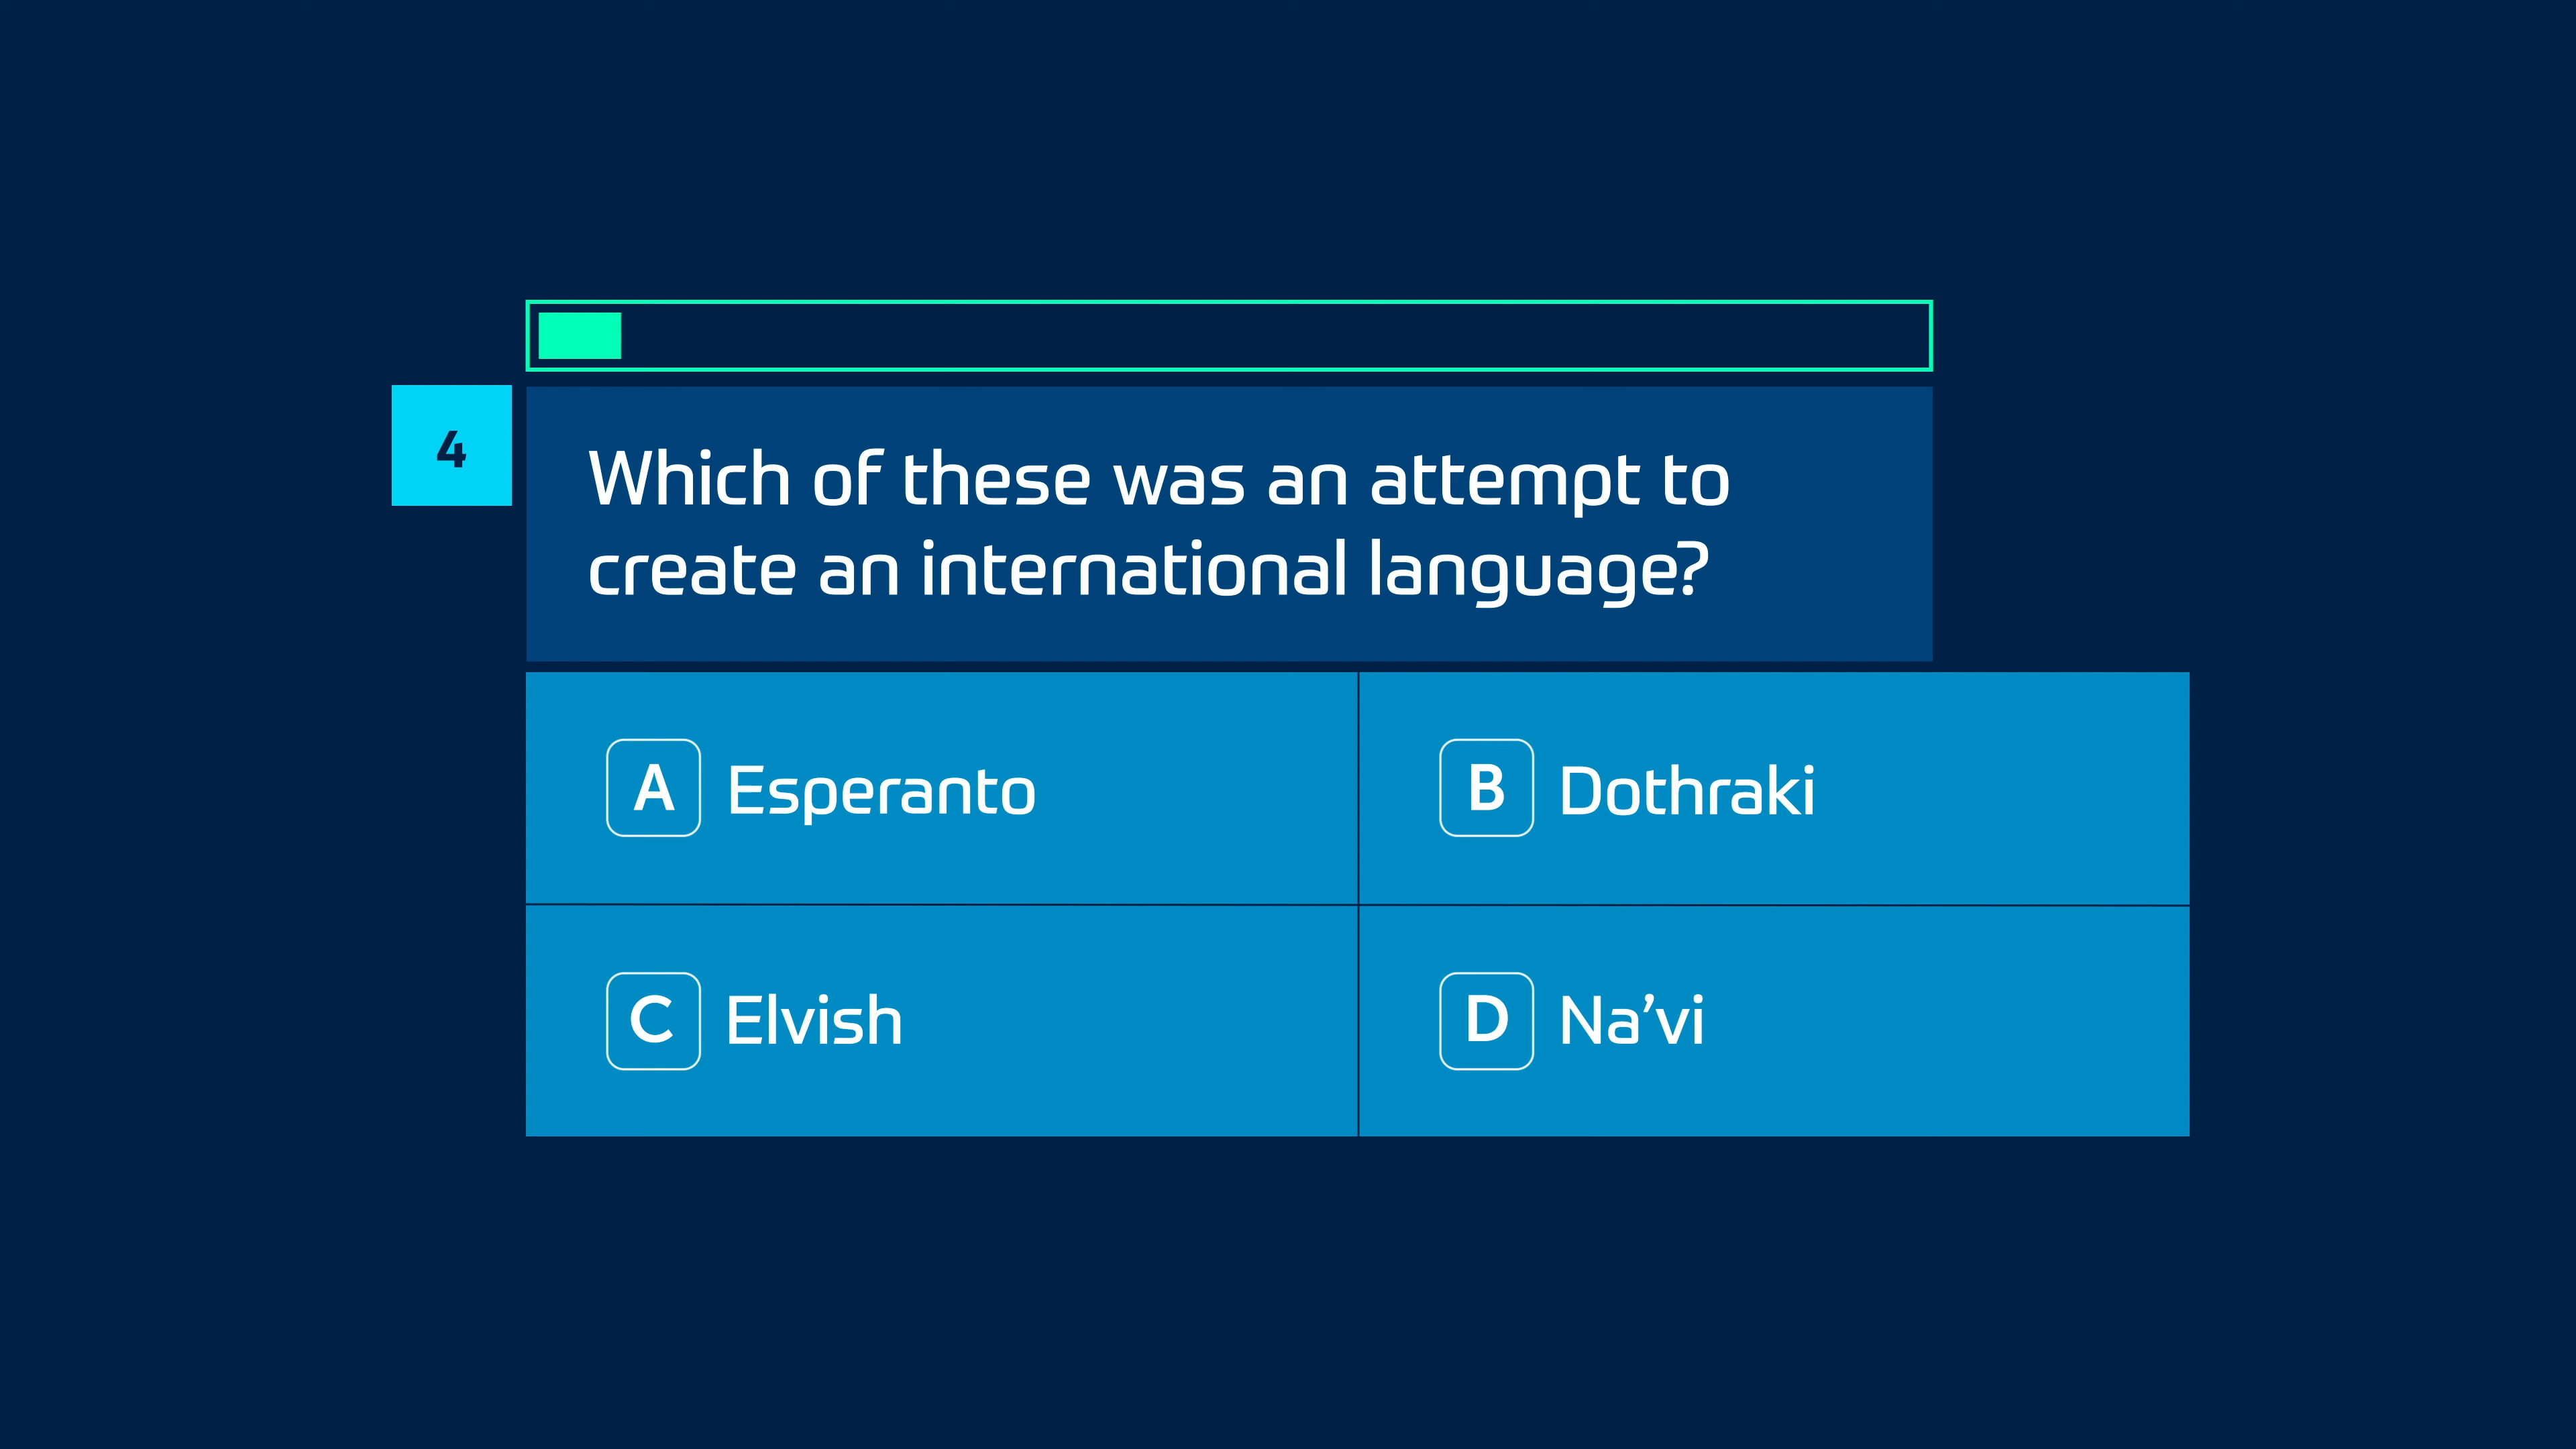 4
Which of these was an attempt to
create an international language?
A Esperanto
B Dothraki
C Elvish
D Na’vi